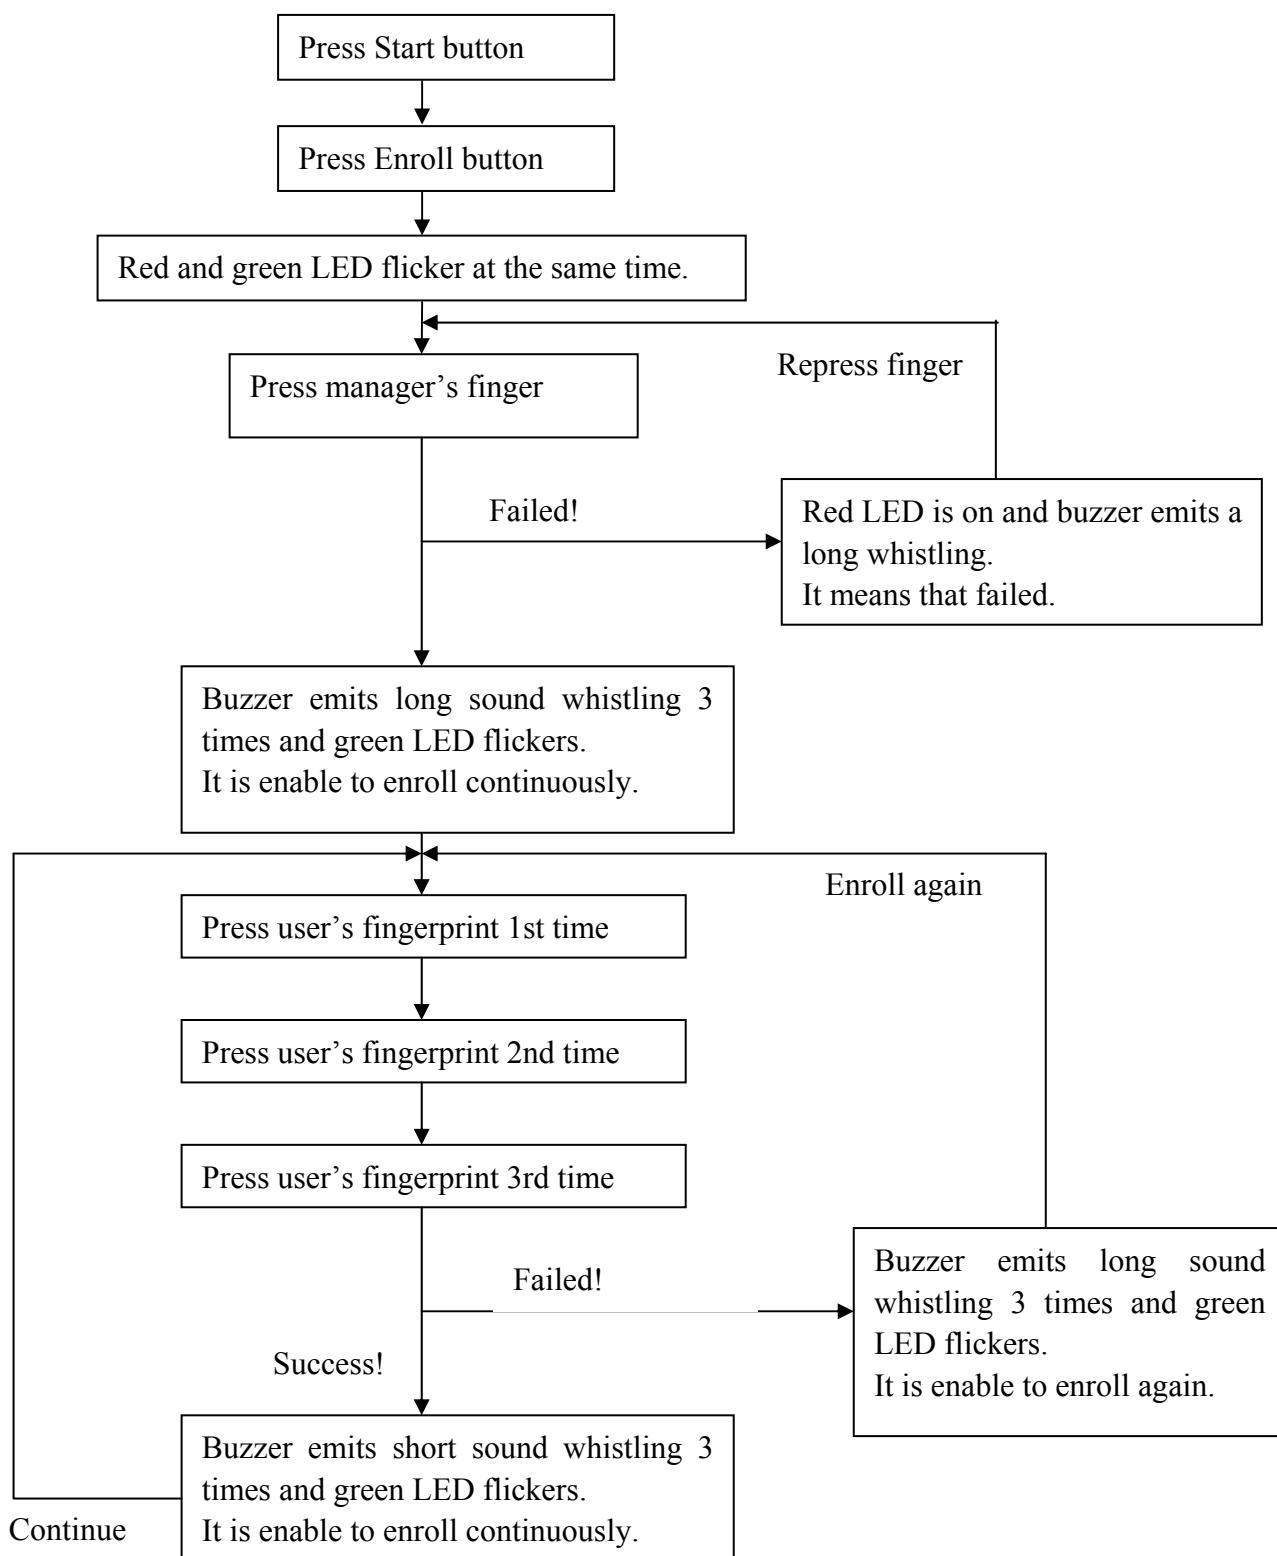 Press Start button
Press Enroll button
Red and green LED flicker at the same time.
Repress finger
Press manager’s finger
Failed!
Red LED is on and buzzer emits a
long whistling.
It means that failed.
Buzzer emits long sound whistling 3
times and green LED flickers.
It is enable to enroll continuously.
Enroll again
Press user’s fingerprint 1st time
Press user’s fingerprint 2nd time
Press user’s fingerprint 3rd time
Failed!
Buzzer emits long sound
whistling 3 times and green
LED flickers.
It is enable to enroll again.
Success!
Buzzer emits short sound whistling 3
times and green LED flickers.
It is enable to enroll continuously.
Continue